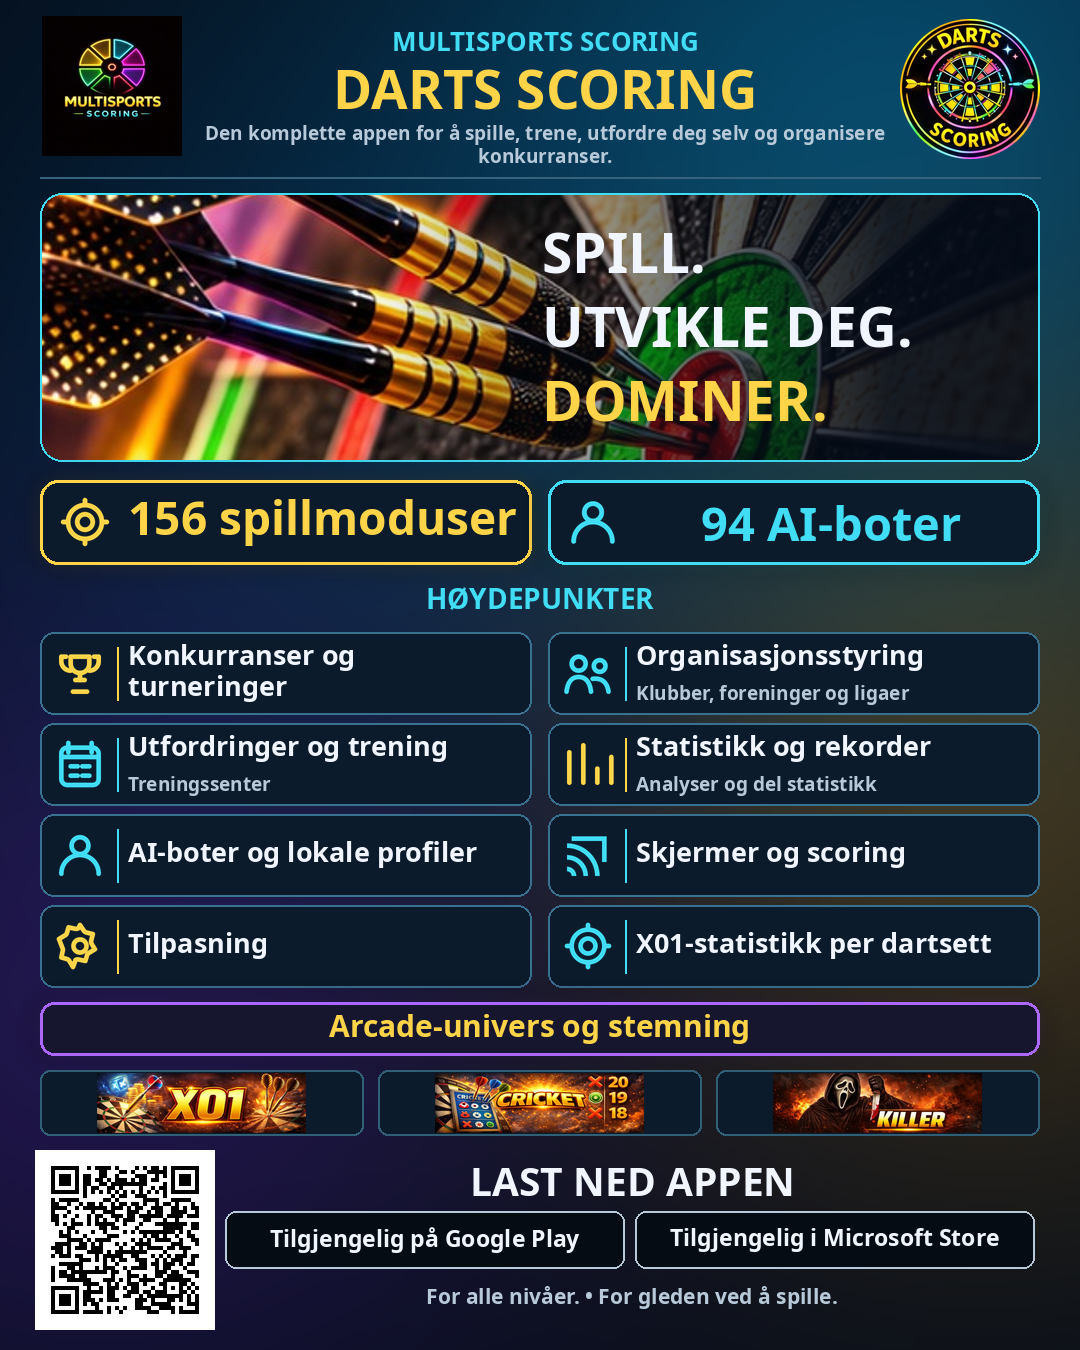 MULTISPORTS
SCORING
MULTISPORTS SCORING
DARTS SCORING
Den komplette appen for å spille, trene, utfordre deg selv og organisere
konkurranser.
DARTS
SCORING
SPILL.
UTVIKLE DEG.
DOMINER.
156 spillmoduser
94 AI-boter
HØYDEPUNKTER
Konkurranser og
turneringer
Organisasjonsstyring
Klubber, foreninger og ligaer
Utfordringer og trening
Treningssenter
Statistikk og rekorder
Analyser og del statistikk
AI-boter og lokale profiler
Skjermer og scoring
Tilpasning
X01-statistikk per dartsett
Arcade-univers og stemning
X01
CRICKET
CRICKET
20
19
18
KILLER
LAST NED APPEN
Tilgjengelig på Google Play
Tilgjengelig i Microsoft Store
For alle nivåer. • For gleden ved å spille.